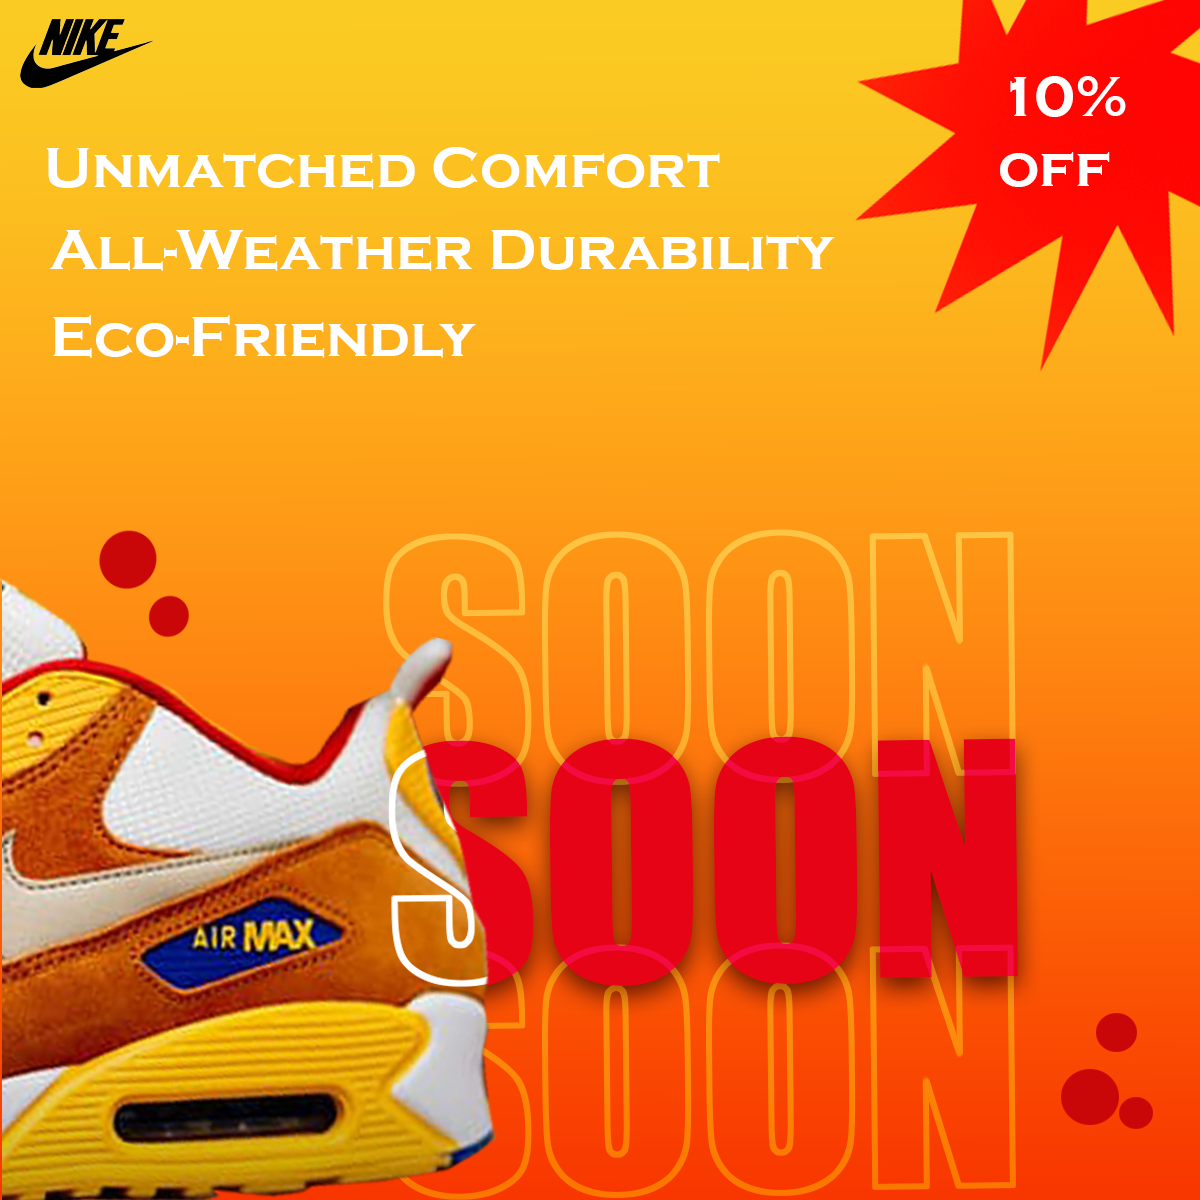 NIKE
10%
OFF
UNMATCHED COMFORT
ALL-WEATHER DURABILITY
ECO-FRIENDLY
SOON
SOON
SOON
AIR MAX